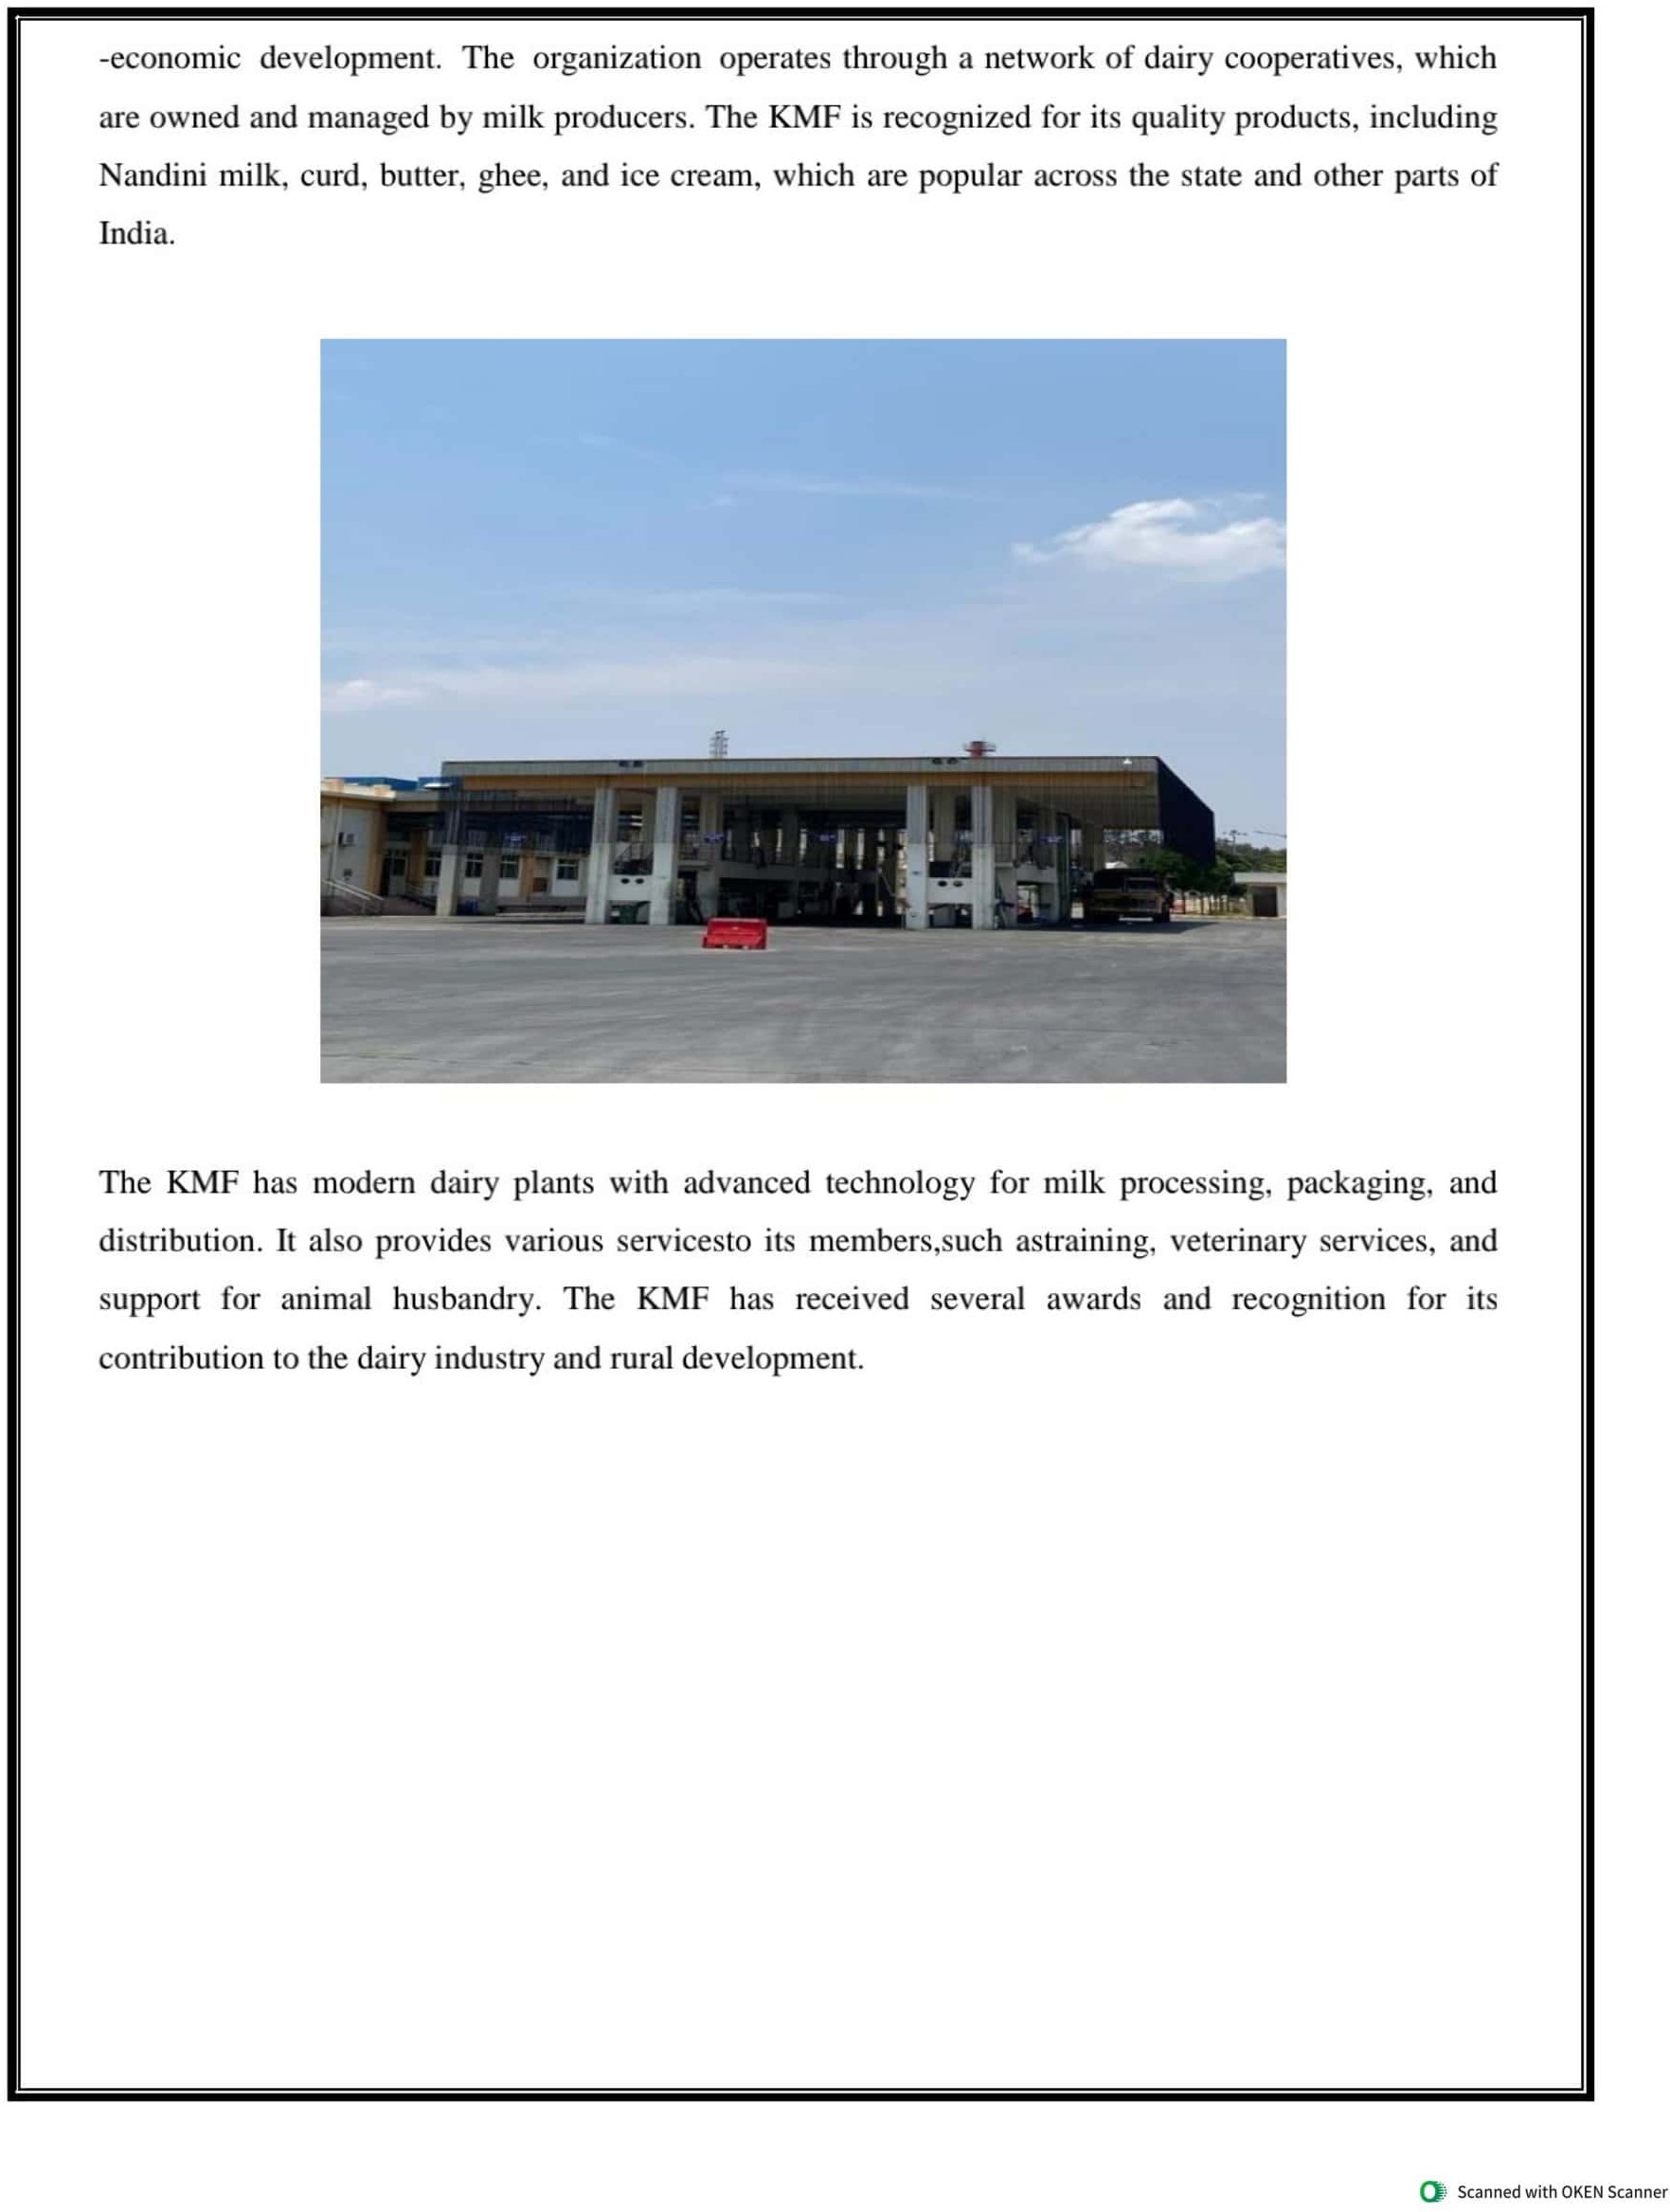 -economic development. The organization operates through a network of dairy cooperatives, which
are owned and managed by milk producers. The KMF is recognized for its quality products, including
Nandini milk, curd, butter, ghee, and ice cream, which are popular across the state and other parts of
India.
The KMF has modern dairy plants with advanced technology for milk processing, packaging, and
distribution. It also provides various servicesto its members,such astraining, veterinary services, and
support for animal husbandry. The KMF has received several awards and recognition for its
contribution to the dairy industry and rural development.
Scanned with OKEN Scanner